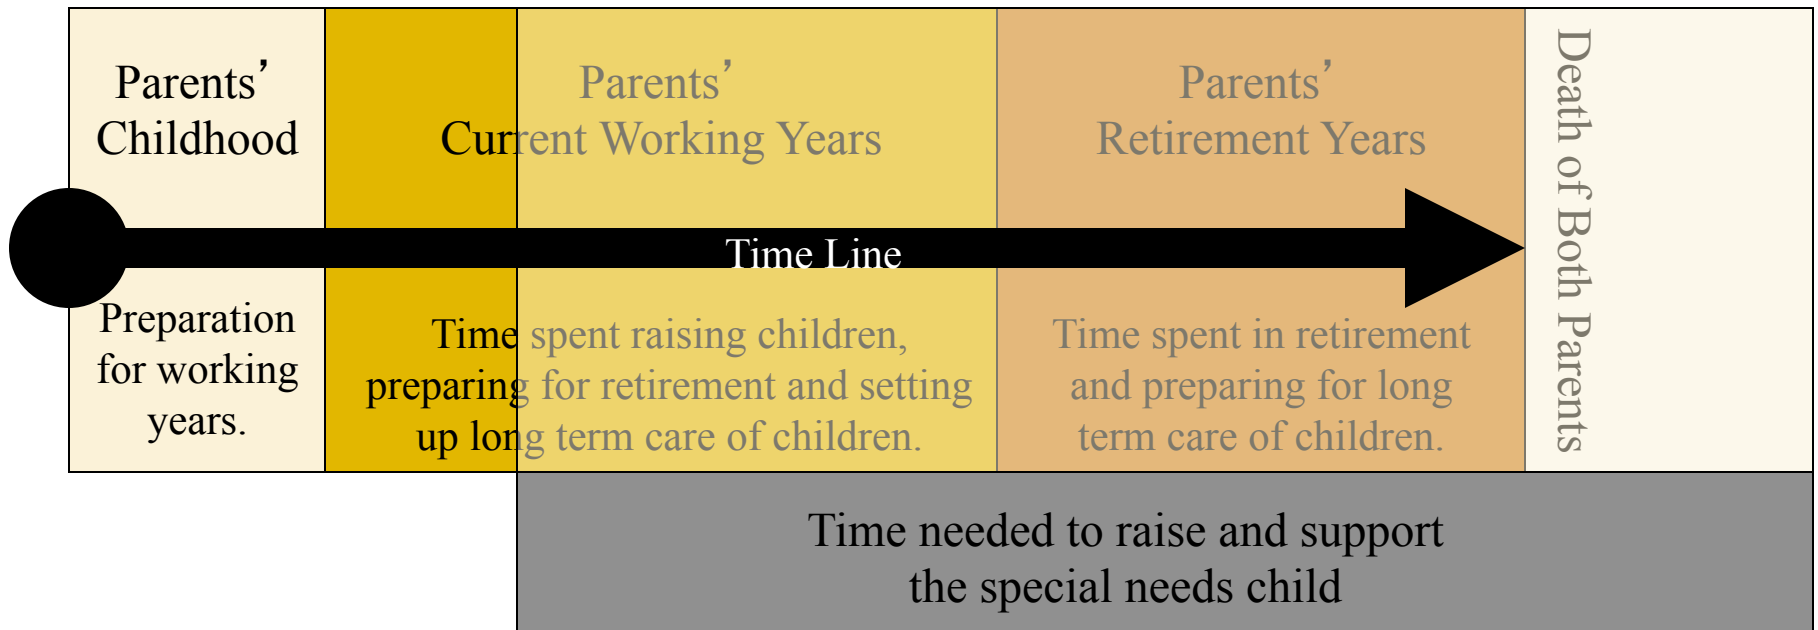 Parents’
Childhood
Parents’
Current Working Years
Parents’
Retirement Years
Death of Both Parents
Time Line
Preparation
for working
years.
Time spent raising children,
preparing for retirement and setting
up long term care of children.
Time spent in retirement
and preparing for long
term care of children.
Time needed to raise and support
the special needs child